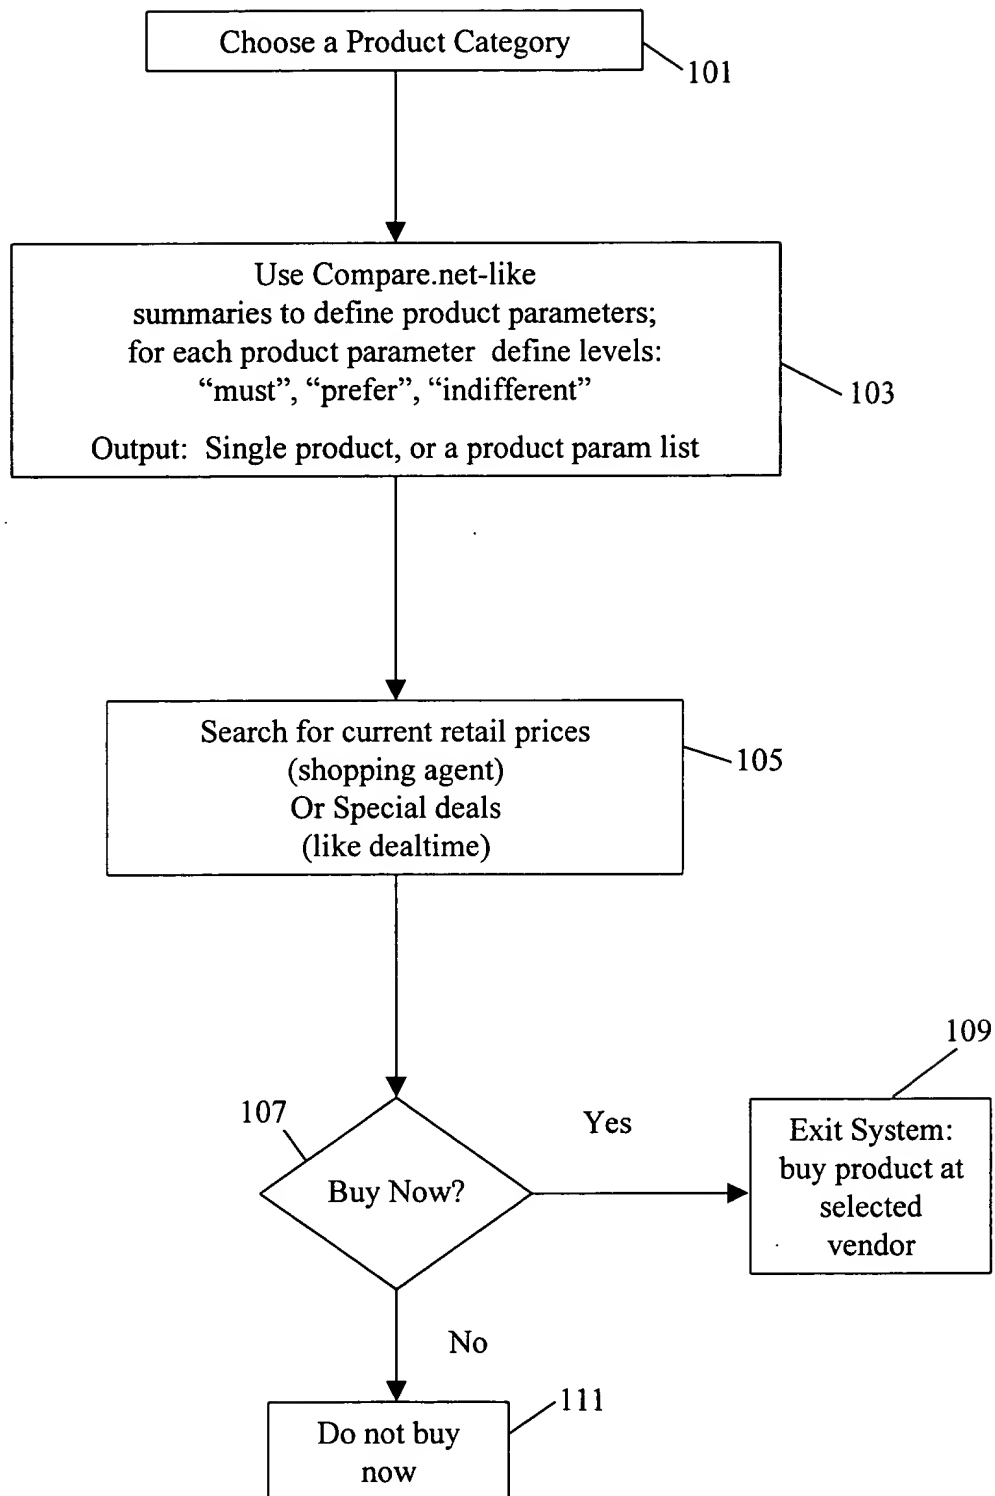 Choose a Product Category
101
Use Compare.net-like
summaries to define product parameters;
for each product parameter define levels:
“must”, “prefer”, “indifferent”
Output: Single product, or a product param list
103
Search for current retail prices
(shopping agent)
Or Special deals
(like dealtime)
105
107
Buy Now?
Yes
109
Exit System:
buy product at
selected
vendor
No
111
Do not buy
now